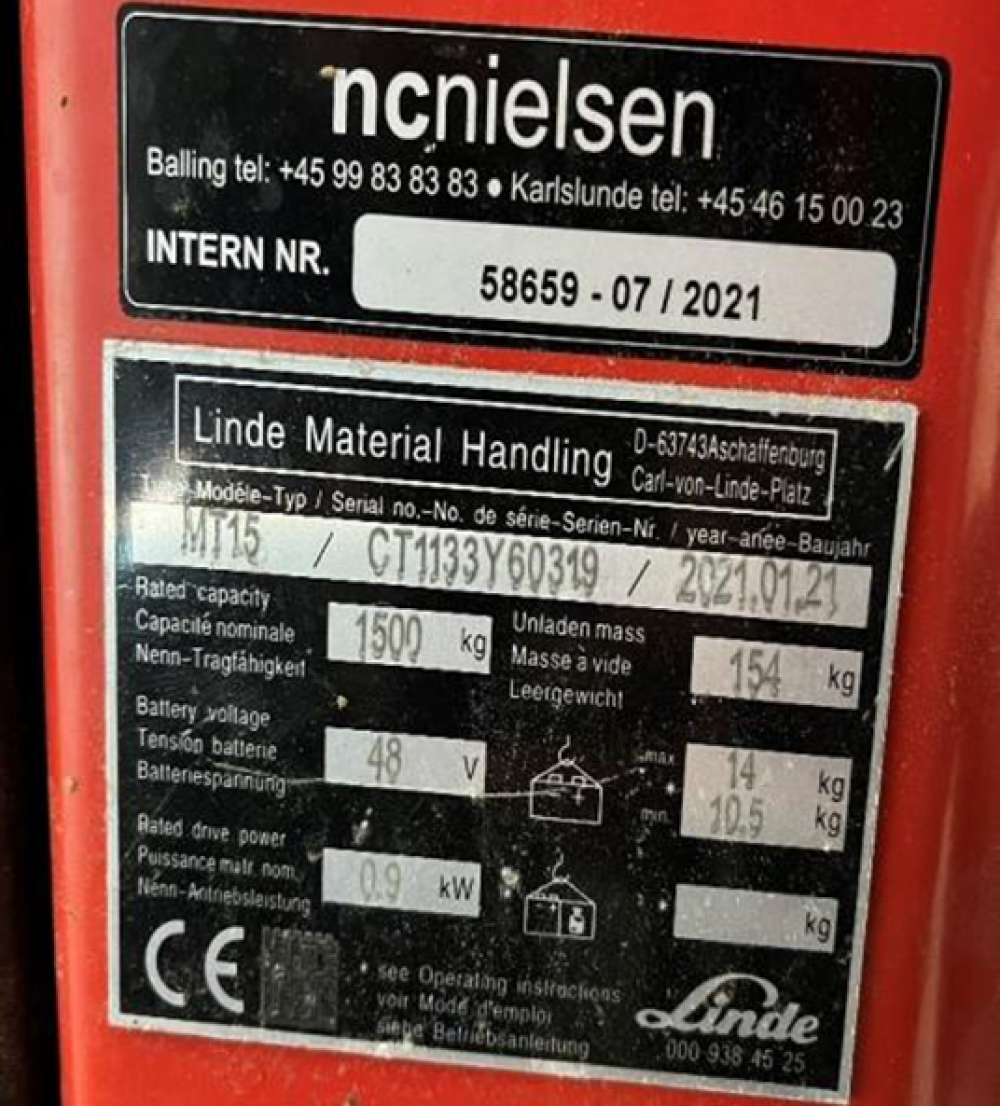 ncnielsen
Balling tel: +45 99 83 83 83 • Karlslunde tel: +45 46 15 00 23
INTERN NR. 58659 - 07 / 2021
Linde Material Handling
D-63743Aschaffenburg
Carl-von-Linde-Platz
Modéle-Typ / Serial no.-No. de série-Serien-Nr. / year-anée-Baujahr
MT15 / CT1133Y60319 / 2021.01.21
Rated capacity
Capacité nominale
Nenn-Tragfähigkeit
1500 kg
Unladen mass
Masse à vide
Leergewicht
154 kg
Battery voltage
Tension batterie
Batteriespannung
48 V
max 14 kg
min. 10.5 kg
Rated drive power
Puissance motr. nom.
Nenn-Antriebsleistung
0.9 kW
kg
CE
see Operating instructions
voir Mode d'emploi
siehe Betriebsanleitung
Linde
000 938 45 25